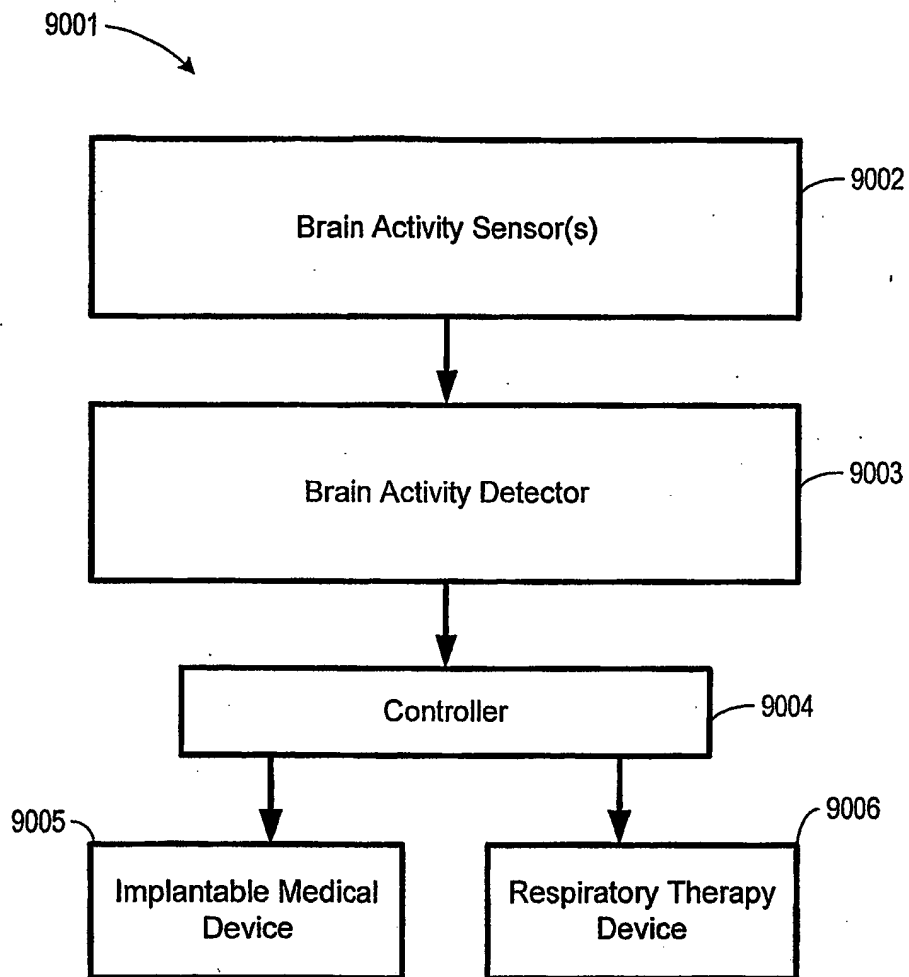 9001
9002
Brain Activity Sensor(s)
9003
Brain Activity Detector
9004
Controller
9005
9006
Implantable Medical
Device
Respiratory Therapy
Device